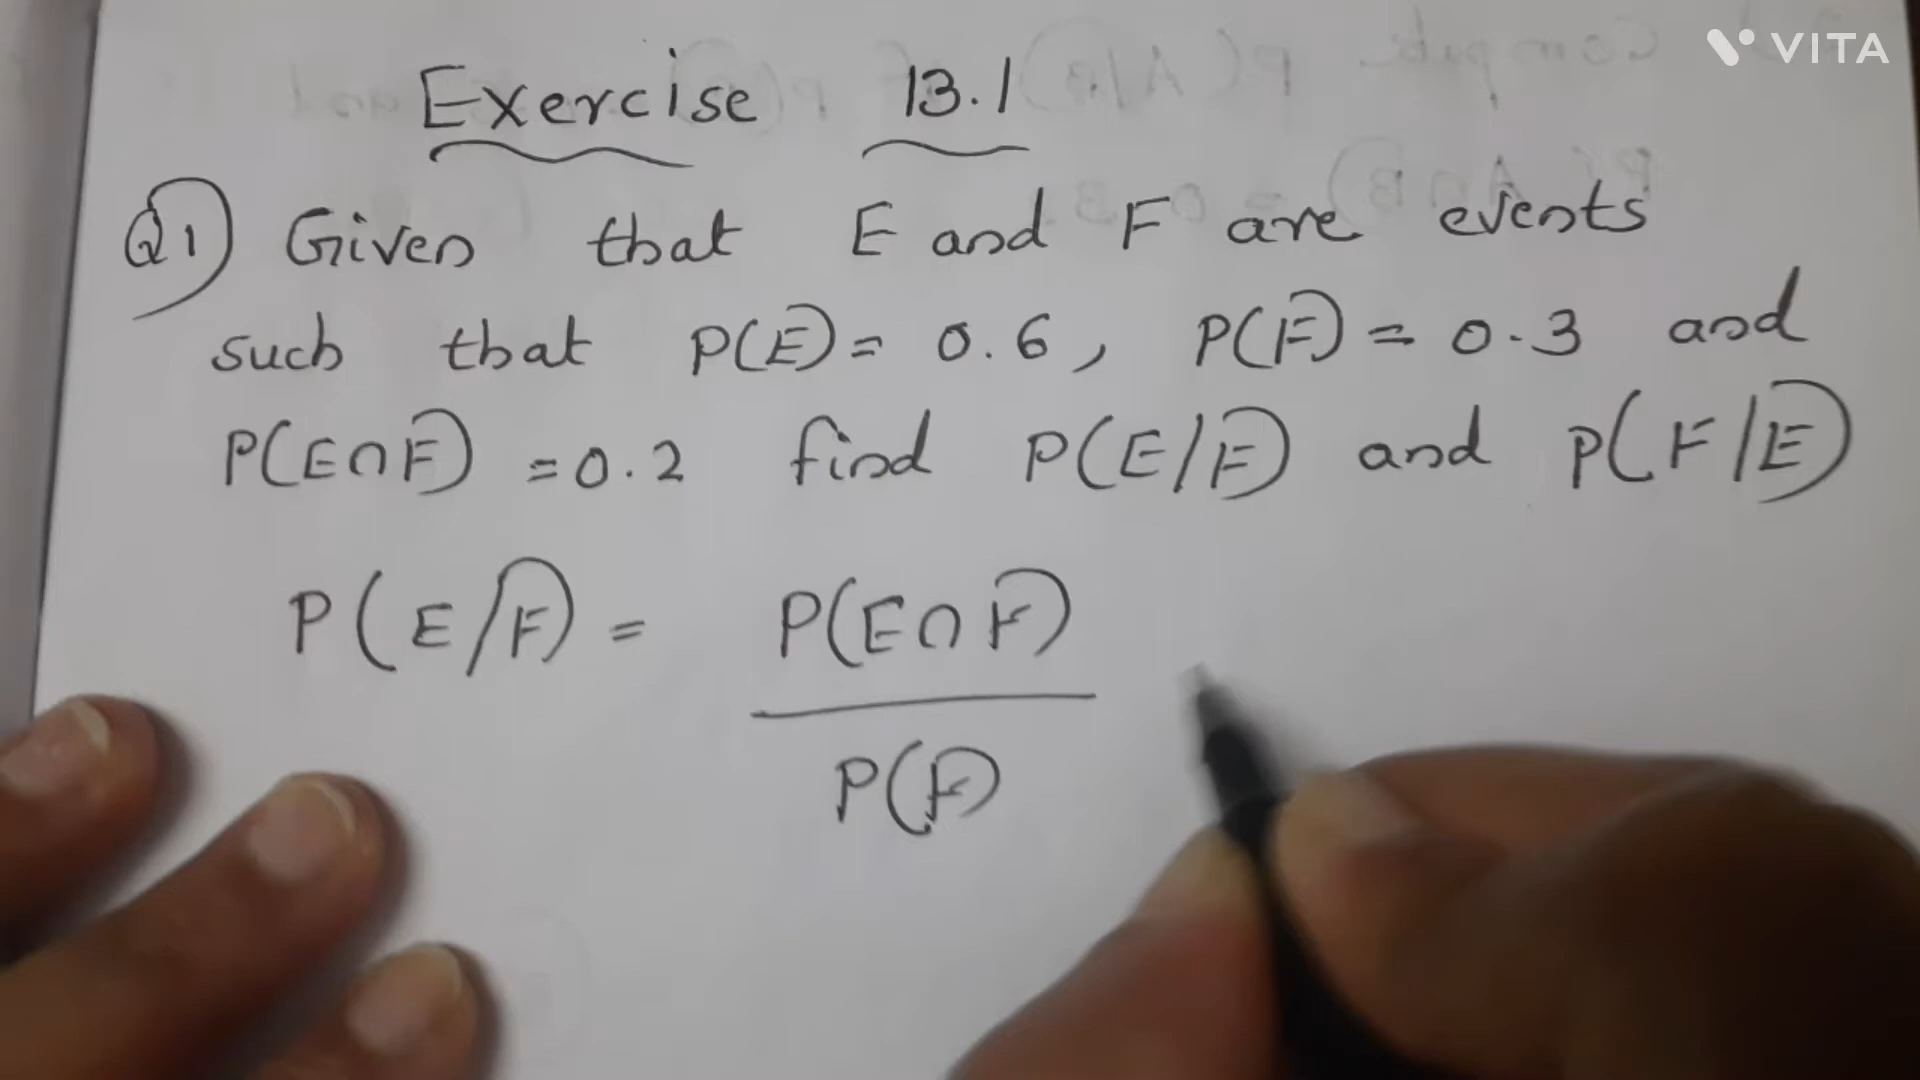 VITA
Exercise 13.1
Q1) Given that E and F are events
such that P(E) = 0.6, P(F) = 0.3 and
P(E∩F) = 0.2 find P(E/F) and P(F/E)
P(E/F) = P(E∩F)
P(F)